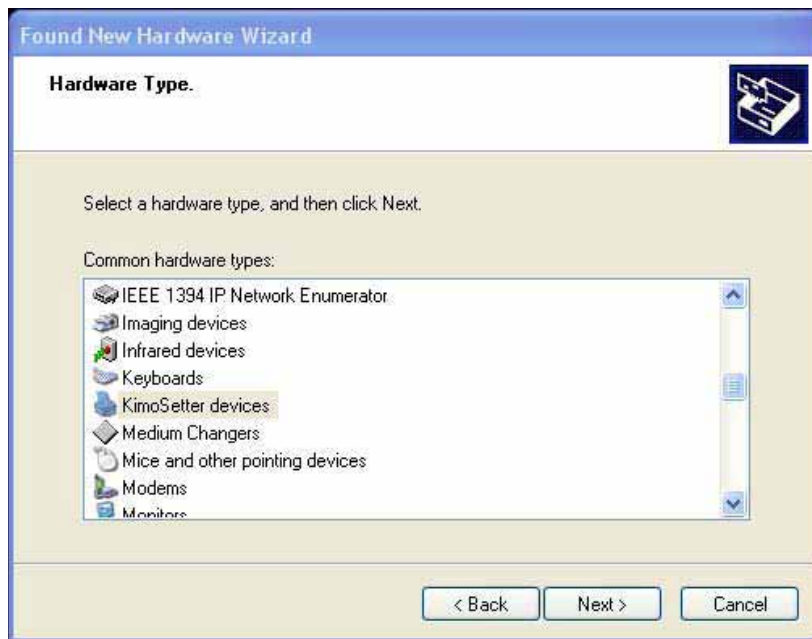 Found New Hardware Wizard
Hardware Type.
Select a hardware type, and then click Next.
Common hardware types:
IEEE 1394 IP Network Enumerator
Imaging devices
Infrared devices
Keyboards
KimoSetter devices
Medium Changers
Mice and other pointing devices
Modems
Monitors
< Back
Next >
Cancel